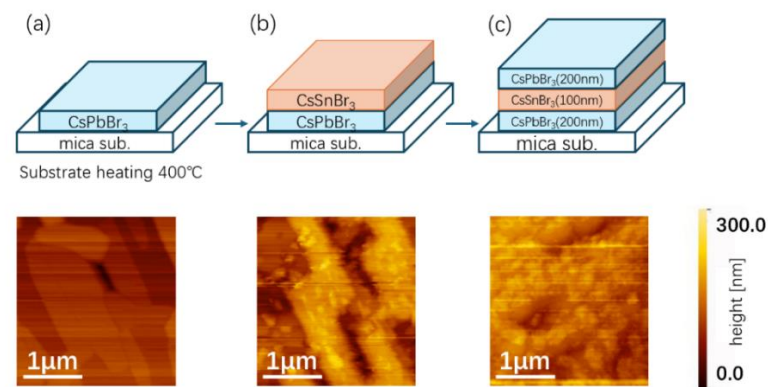 (a)
(b)
(c)
CsPbBr₃
mica sub.
Substrate heating 400℃
CsSnBr₃
CsPbBr₃
mica sub.
CsPbBr₃(200nm)
CsSnBr₃(100nm)
CsPbBr₃(200nm)
mica sub.
1μm
1μm
1μm
300.0
height [nm]
0.0